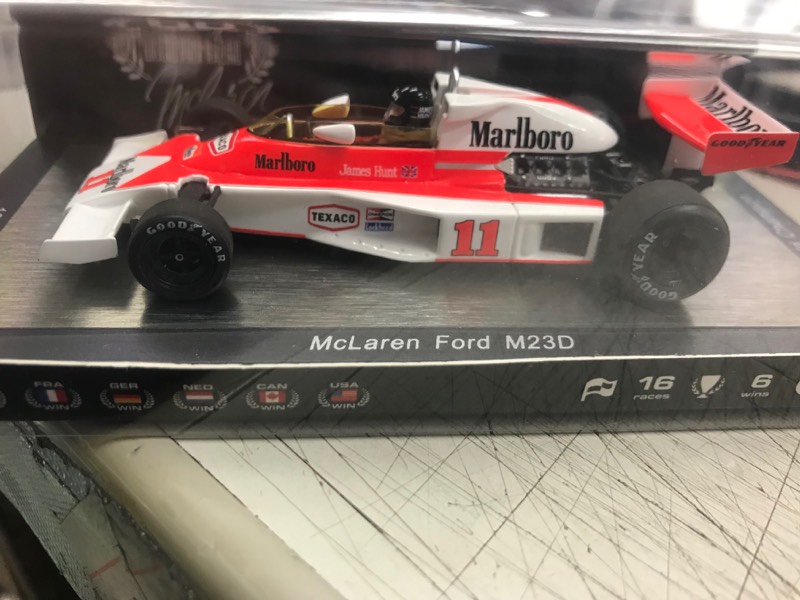 Marlboro
GOODYEAR
Marlboro
James Hunt
TEXACO
Marlboro
TEXACO
11
GOODYEAR
GOODYEAR
McLaren Ford M23D
FRA
WIN
GER
WIN
NED
WIN
CAN
WIN
USA
WIN
16
races
6
wins